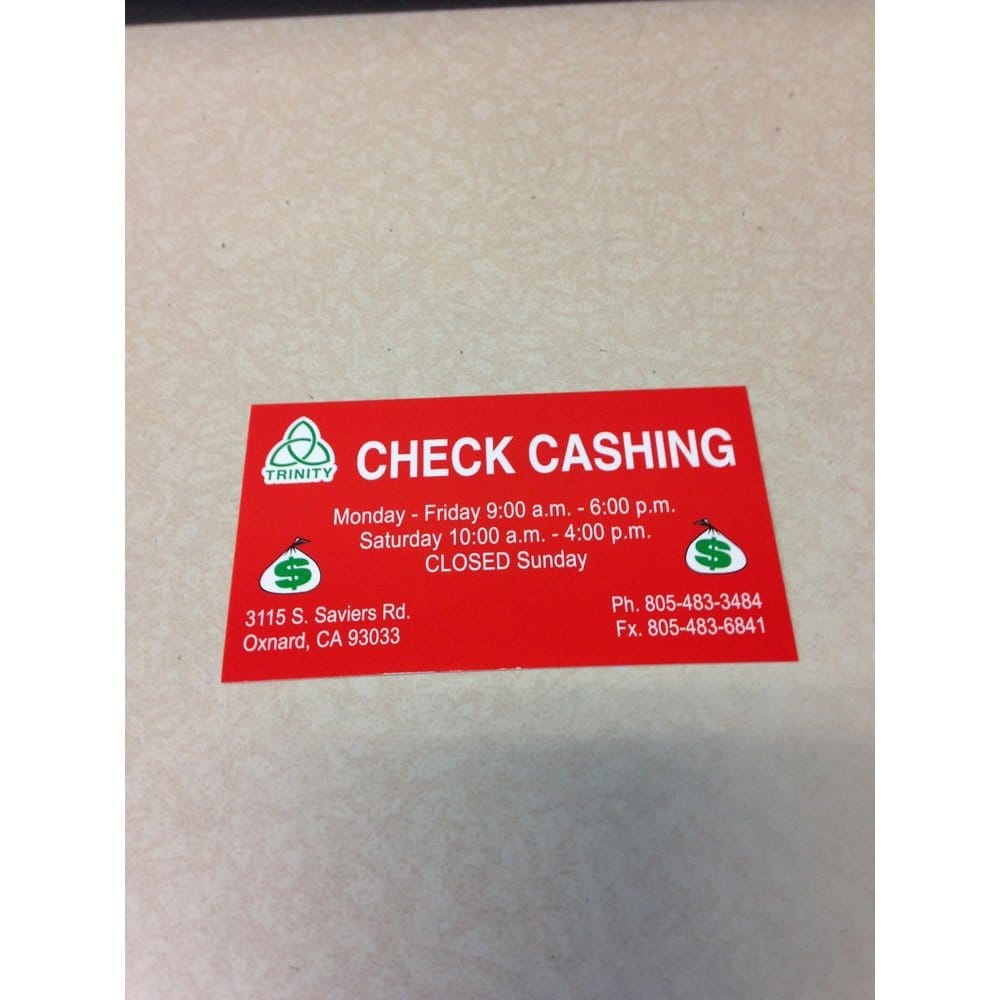 TRINITY
CHECK CASHING
Monday - Friday 9:00 a.m. - 6:00 p.m.
Saturday 10:00 a.m. - 4:00 p.m.
CLOSED Sunday
$
$
3115 S. Saviers Rd.
Oxnard, CA 93033
Ph. 805-483-3484
Fx. 805-483-6841